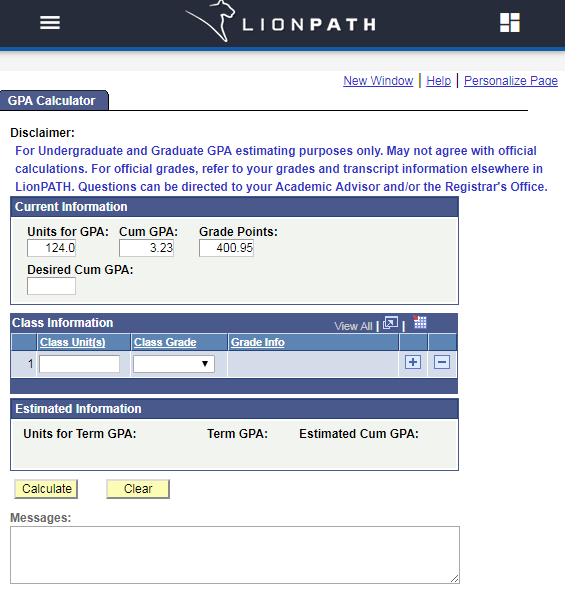 LIONPATH
New Window | Help | Personalize Page
GPA Calculator
Disclaimer:
For Undergraduate and Graduate GPA estimating purposes only. May not agree with official
calculations. For official grades, refer to your grades and transcript information elsewhere in
LionPATH. Questions can be directed to your Academic Advisor and/or the Registrar's Office.
Current Information
Units for GPA: Cum GPA: Grade Points:
124.0 3.23 400.95
Desired Cum GPA:
Class Information View All | |
Class Unit(s) Class Grade Grade Info
1
Estimated Information
Units for Term GPA: Term GPA: Estimated Cum GPA:
Calculate Clear
Messages: